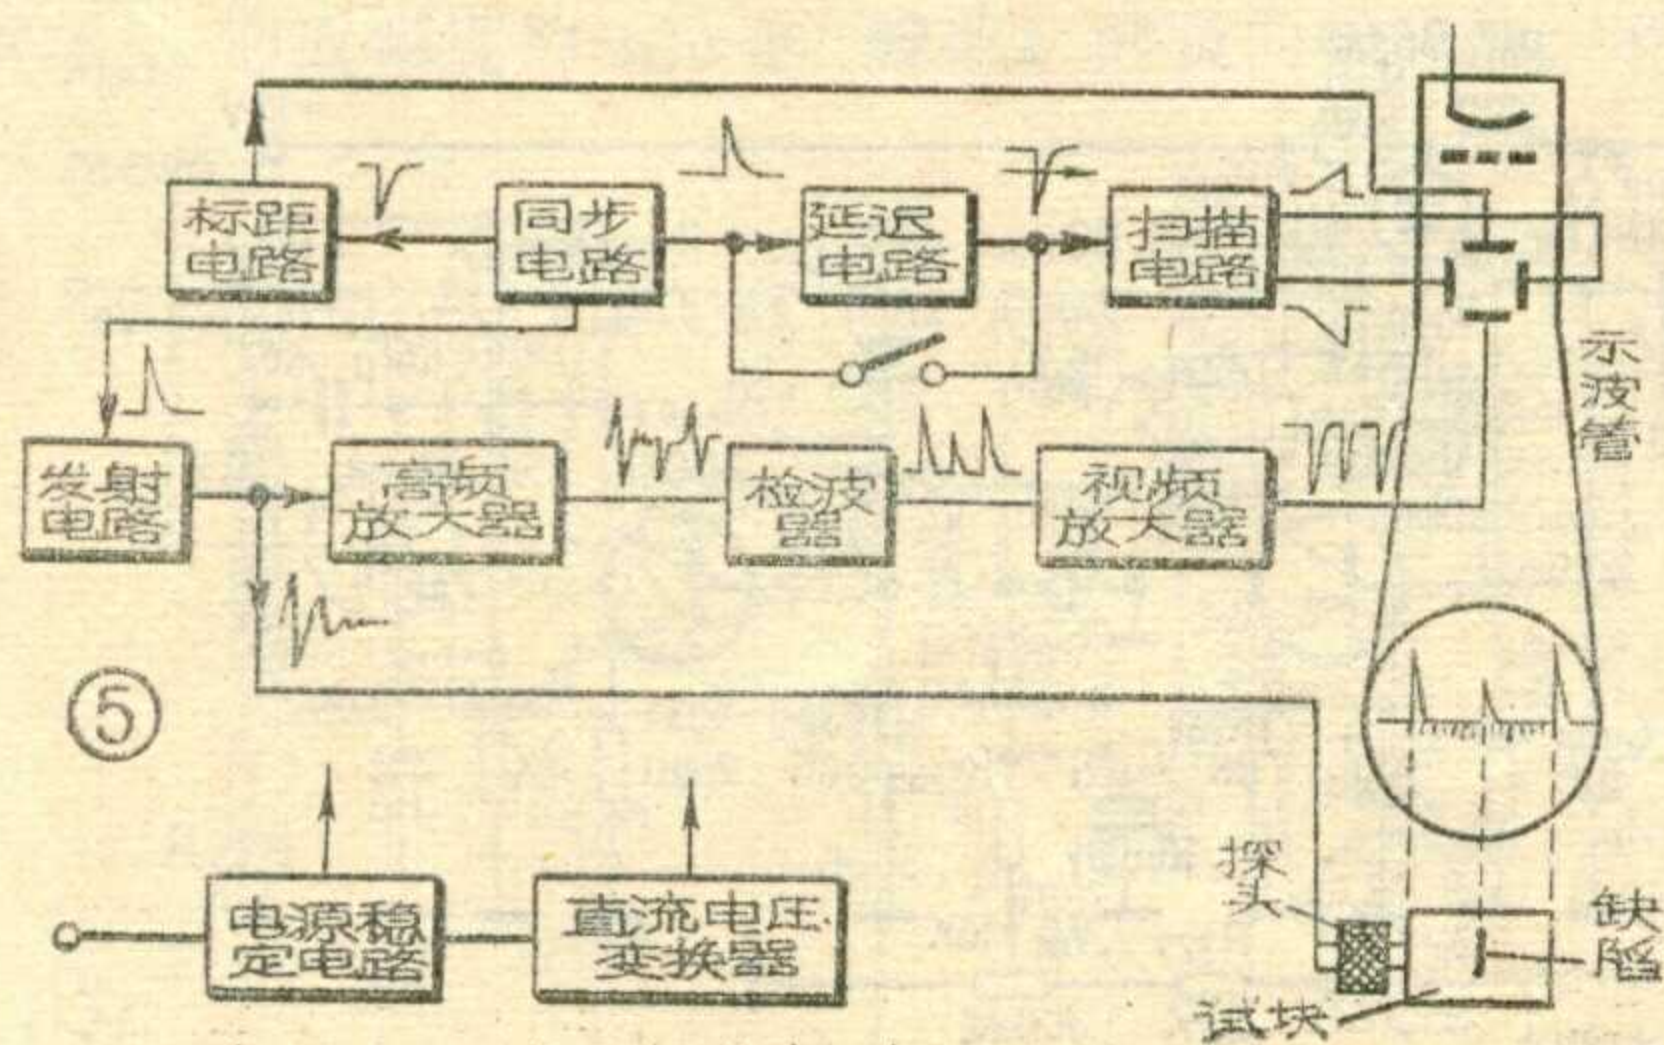 标距
电路
同步
电路
延迟
电路
扫描
电路
示波管
发射
电路
高频
放大器
检波
器
视频
放大器
⑤
电源稳
定电路
直流电压
变换器
探头
缺陷
试块